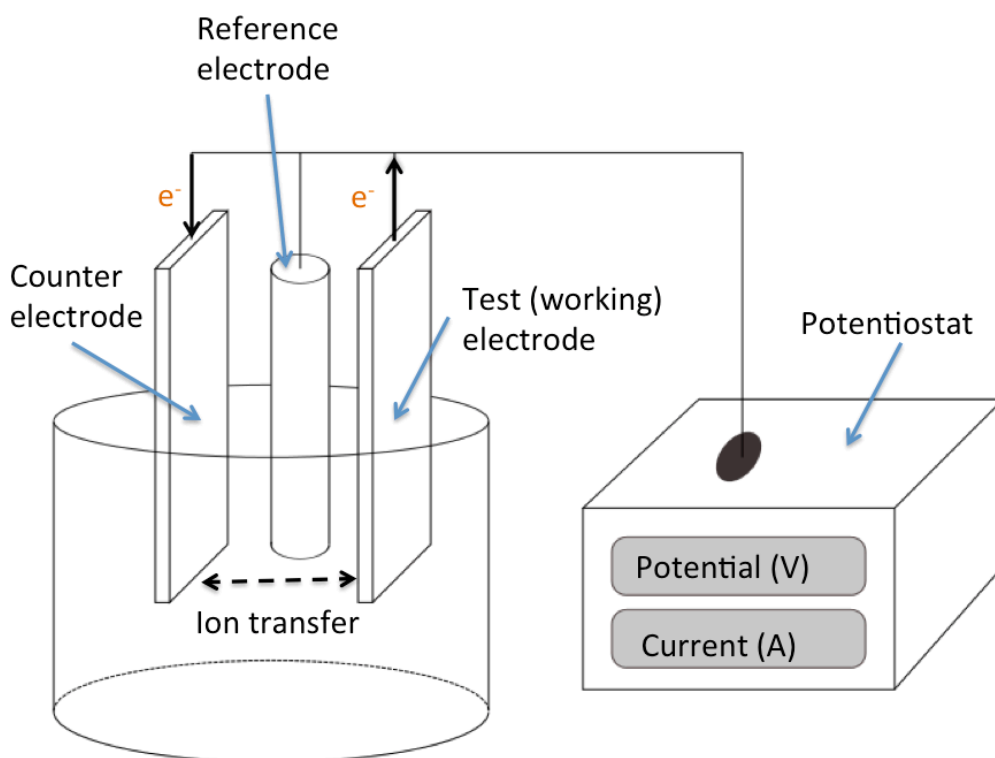 Reference
electrode
e-
e-
Counter
electrode
Test (working)
electrode
Potentiostat
Potential (V)
Current (A)
Ion transfer